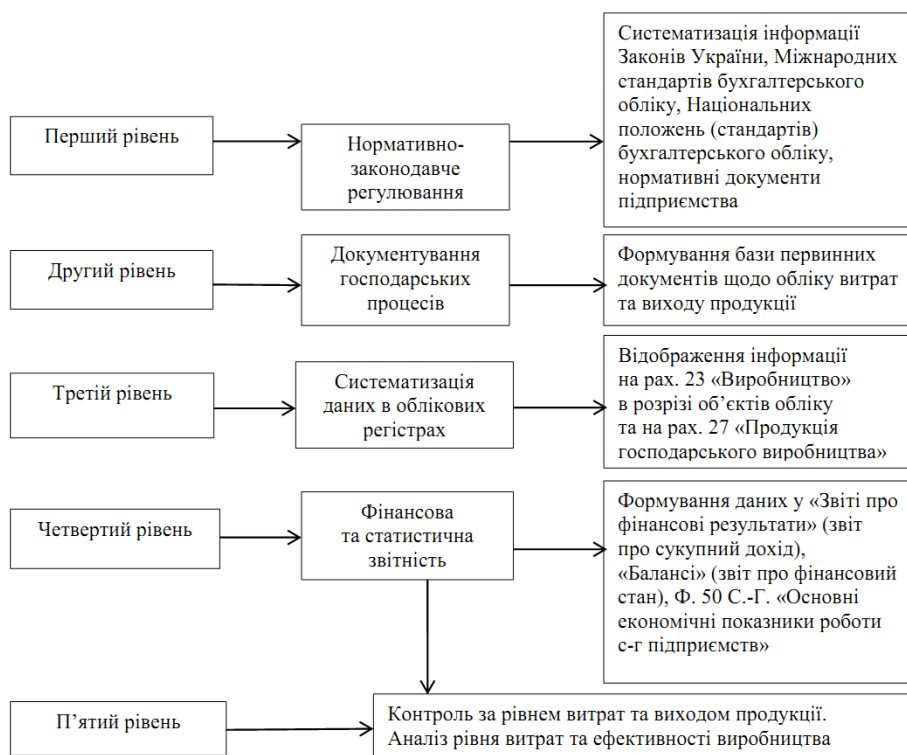 Перший рівень
Нормативно-
законодавче
регулювання
Систематизація інформації
Законів України, Міжнародних
стандартів бухгалтерського
обліку, Національних
положень (стандартів)
бухгалтерського обліку,
нормативні документи
підприємства
Другий рівень
Документування
господарських
процесів
Формування бази первинних
документів щодо обліку витрат
та виходу продукції
Третій рівень
Систематизація
даних в облікових
регістрах
Відображення інформації
на рах. 23 «Виробництво»
в розрізі об’єктів обліку
та на рах. 27 «Продукція
господарського виробництва»
Четвертий рівень
Фінансова
та статистична
звітність
Формування даних у «Звіті про
фінансові результати» (звіт
про сукупний дохід),
«Балансі» (звіт про фінансовий
стан), Ф. 50 С.-Г. «Основні
економічні показники роботи
с-г підприємств»
П’ятий рівень
Контроль за рівнем витрат та виходом продукції.
Аналіз рівня витрат та ефективності виробництва